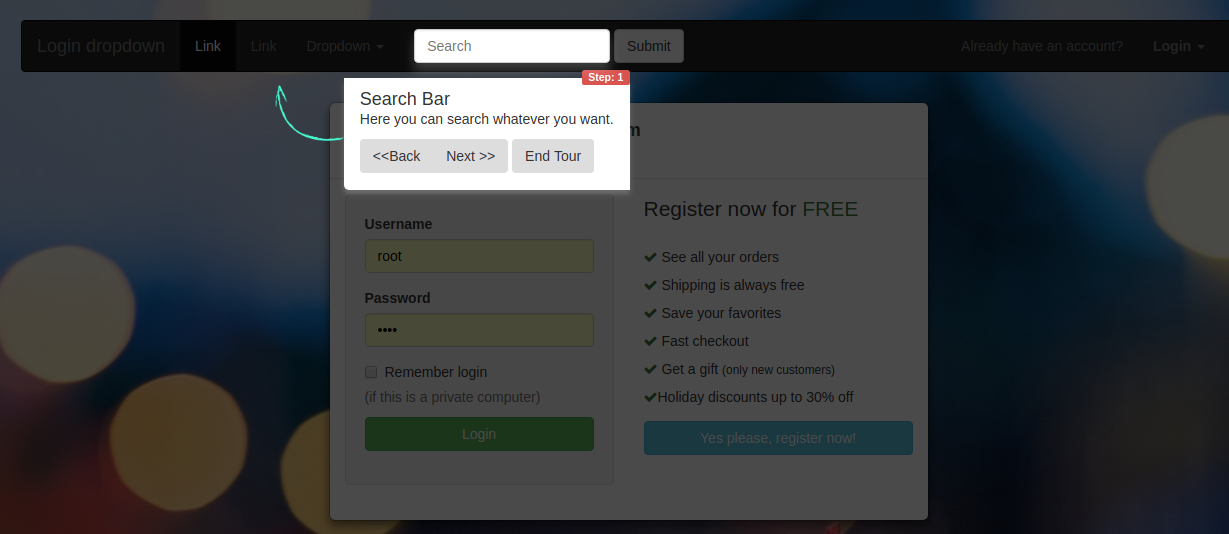 Login dropdown Link Link Dropdown Search Submit Already have an account? Login
Step: 1
Search Bar
Here you can search whatever you want.
m
<<Back Next >> End Tour
Register now for FREE
Username
root
See all your orders
Shipping is always free
Password
Save your favorites
••••
Fast checkout
Remember login
Get a gift (only new customers)
(if this is a private computer)
Holiday discounts up to 30% off
Login
Yes please, register now!